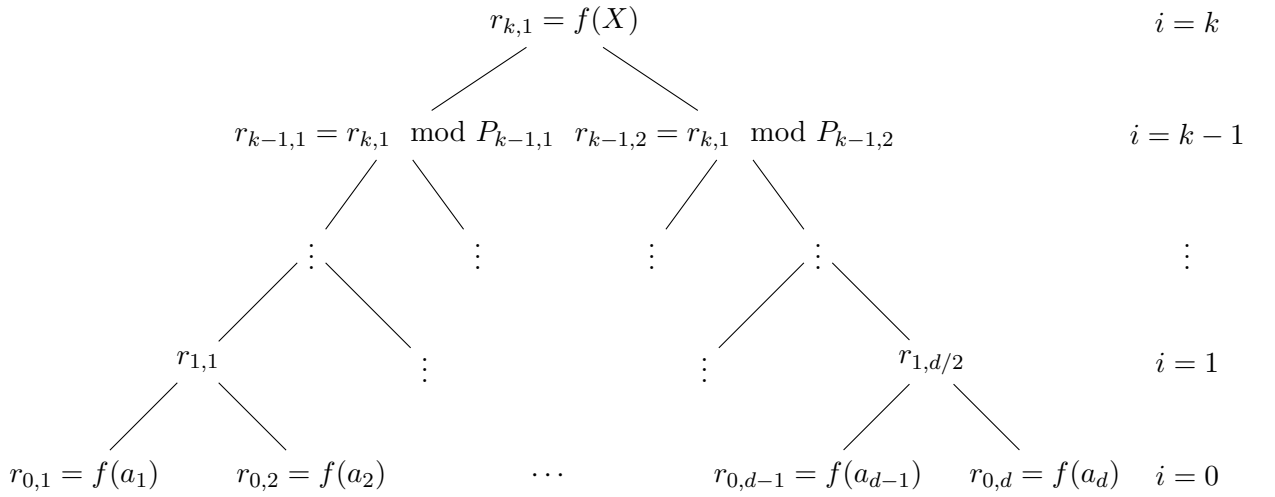 r_{k,1} = f(X) i = k
r_{k−1,1} = r_{k,1} mod P_{k−1,1} r_{k−1,2} = r_{k,1} mod P_{k−1,2} i = k − 1
⋮ ⋮ ⋮ ⋮ ⋮
r_{1,1} ⋮ ⋮ r_{1,d/2} i = 1
r_{0,1} = f(a_1) r_{0,2} = f(a_2) ⋯ r_{0,d−1} = f(a_{d−1}) r_{0,d} = f(a_d) i = 0